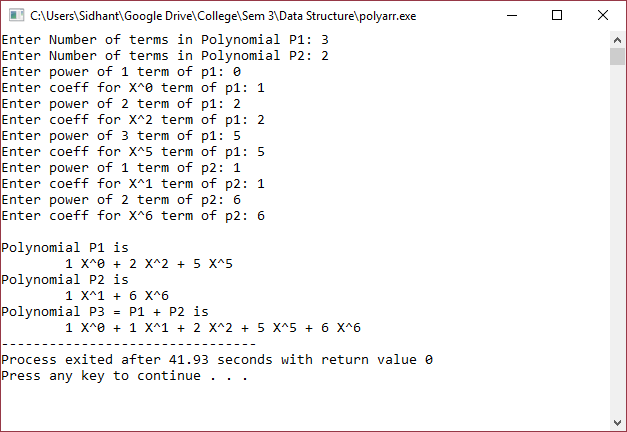 C:\Users\Sidhant\Google Drive\College\Sem 3\Data Structure\polyarr.exe
Enter Number of terms in Polynomial P1: 3
Enter Number of terms in Polynomial P2: 2
Enter power of 1 term of p1: 0
Enter coeff for X^0 term of p1: 1
Enter power of 2 term of p1: 2
Enter coeff for X^2 term of p1: 2
Enter power of 3 term of p1: 5
Enter coeff for X^5 term of p1: 5
Enter power of 1 term of p2: 1
Enter coeff for X^1 term of p2: 1
Enter power of 2 term of p2: 6
Enter coeff for X^6 term of p2: 6
Polynomial P1 is
1 X^0 + 2 X^2 + 5 X^5
Polynomial P2 is
1 X^1 + 6 X^6
Polynomial P3 = P1 + P2 is
1 X^0 + 1 X^1 + 2 X^2 + 5 X^5 + 6 X^6
--------------------------------
Process exited after 41.93 seconds with return value 0
Press any key to continue . . .